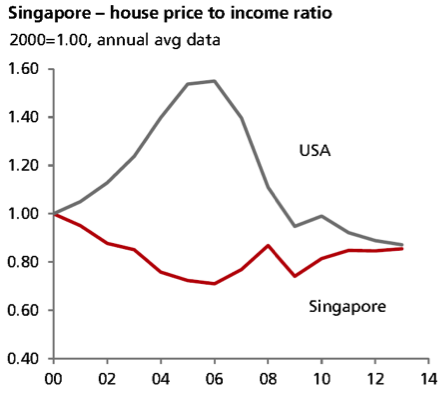 Singapore – house price to income ratio
2000=1.00, annual avg data
1.60
1.40
USA
1.20
1.00
0.80
Singapore
0.60
0.40
00 02 04 06 08 10 12 14